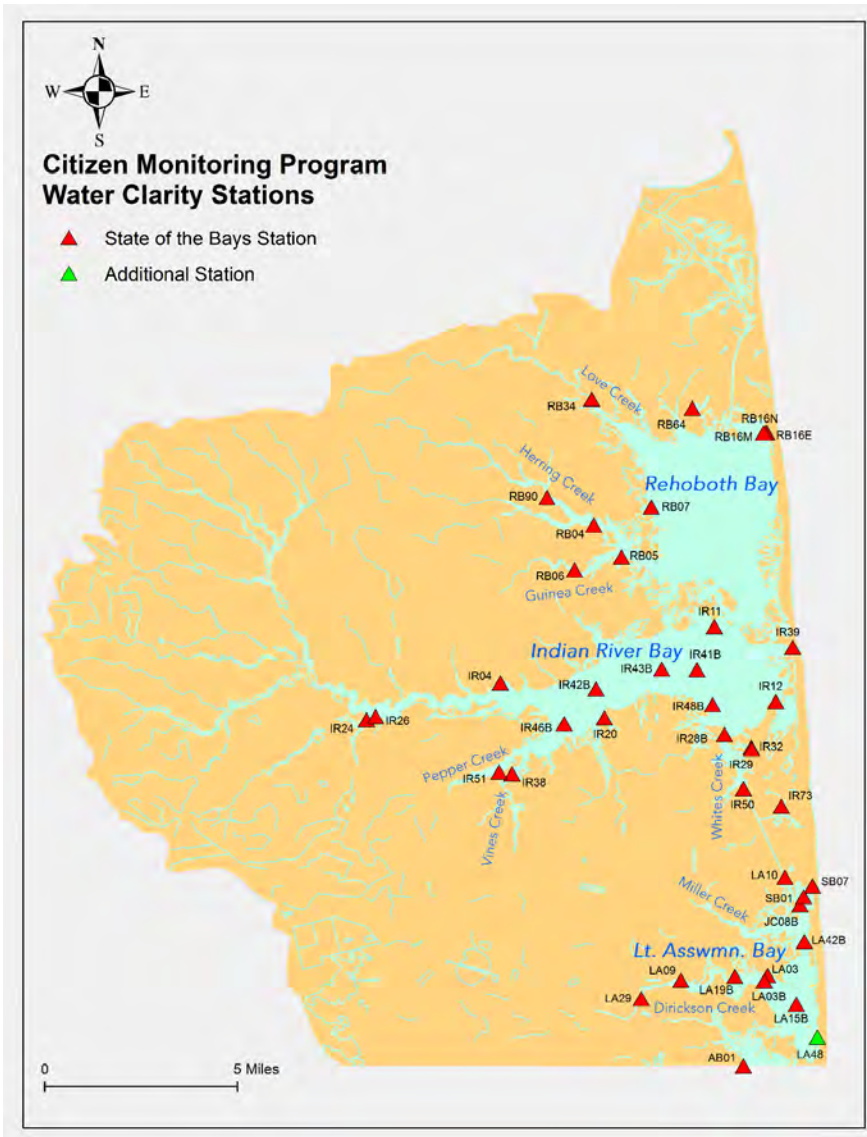 N
W E
S
Citizen Monitoring Program
Water Clarity Stations
State of the Bays Station
Additional Station
Love Creek
RB34
RB64
RB16N
RB16M
RB16E
Herring Creek
Rehoboth Bay
RB90
RB07
RB04
RB05
RB06
Guinea Creek
IR11
IR39
Indian River Bay
IR43B
IR41B
IR04
IR42B
IR12
IR48B
IR24
IR26
IR46B
IR20
IR28B
IR32
IR29
Pepper Creek
IR51
IR38
Whites Creek
IR50
IR73
Vines Creek
LA10
SB07
Miller Creek
SB01
JC08B
LA42B
Lt. Asswmn. Bay
LA09
LA03
LA19B
LA03B
LA29
Dirickson Creek
LA15B
LA48
AB01
0 5 Miles